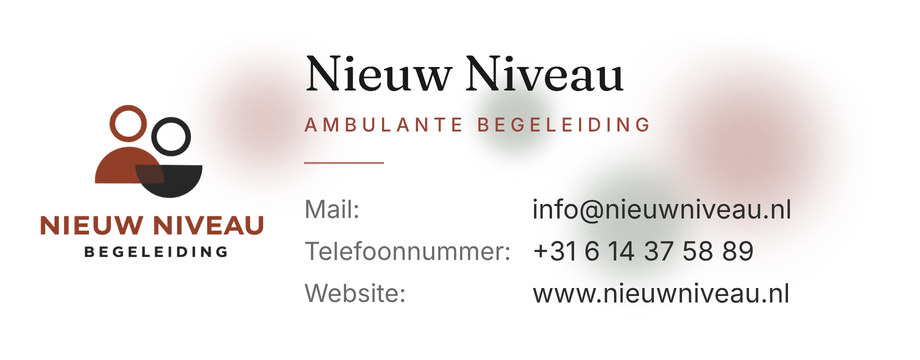 NIEUW NIVEAU
BEGELEIDING
Nieuw Niveau
AMBULANTE BEGELEIDING
Mail: info@nieuwniveau.nl
Telefoonnummer: +31 6 14 37 58 89
Website: www.nieuwniveau.nl